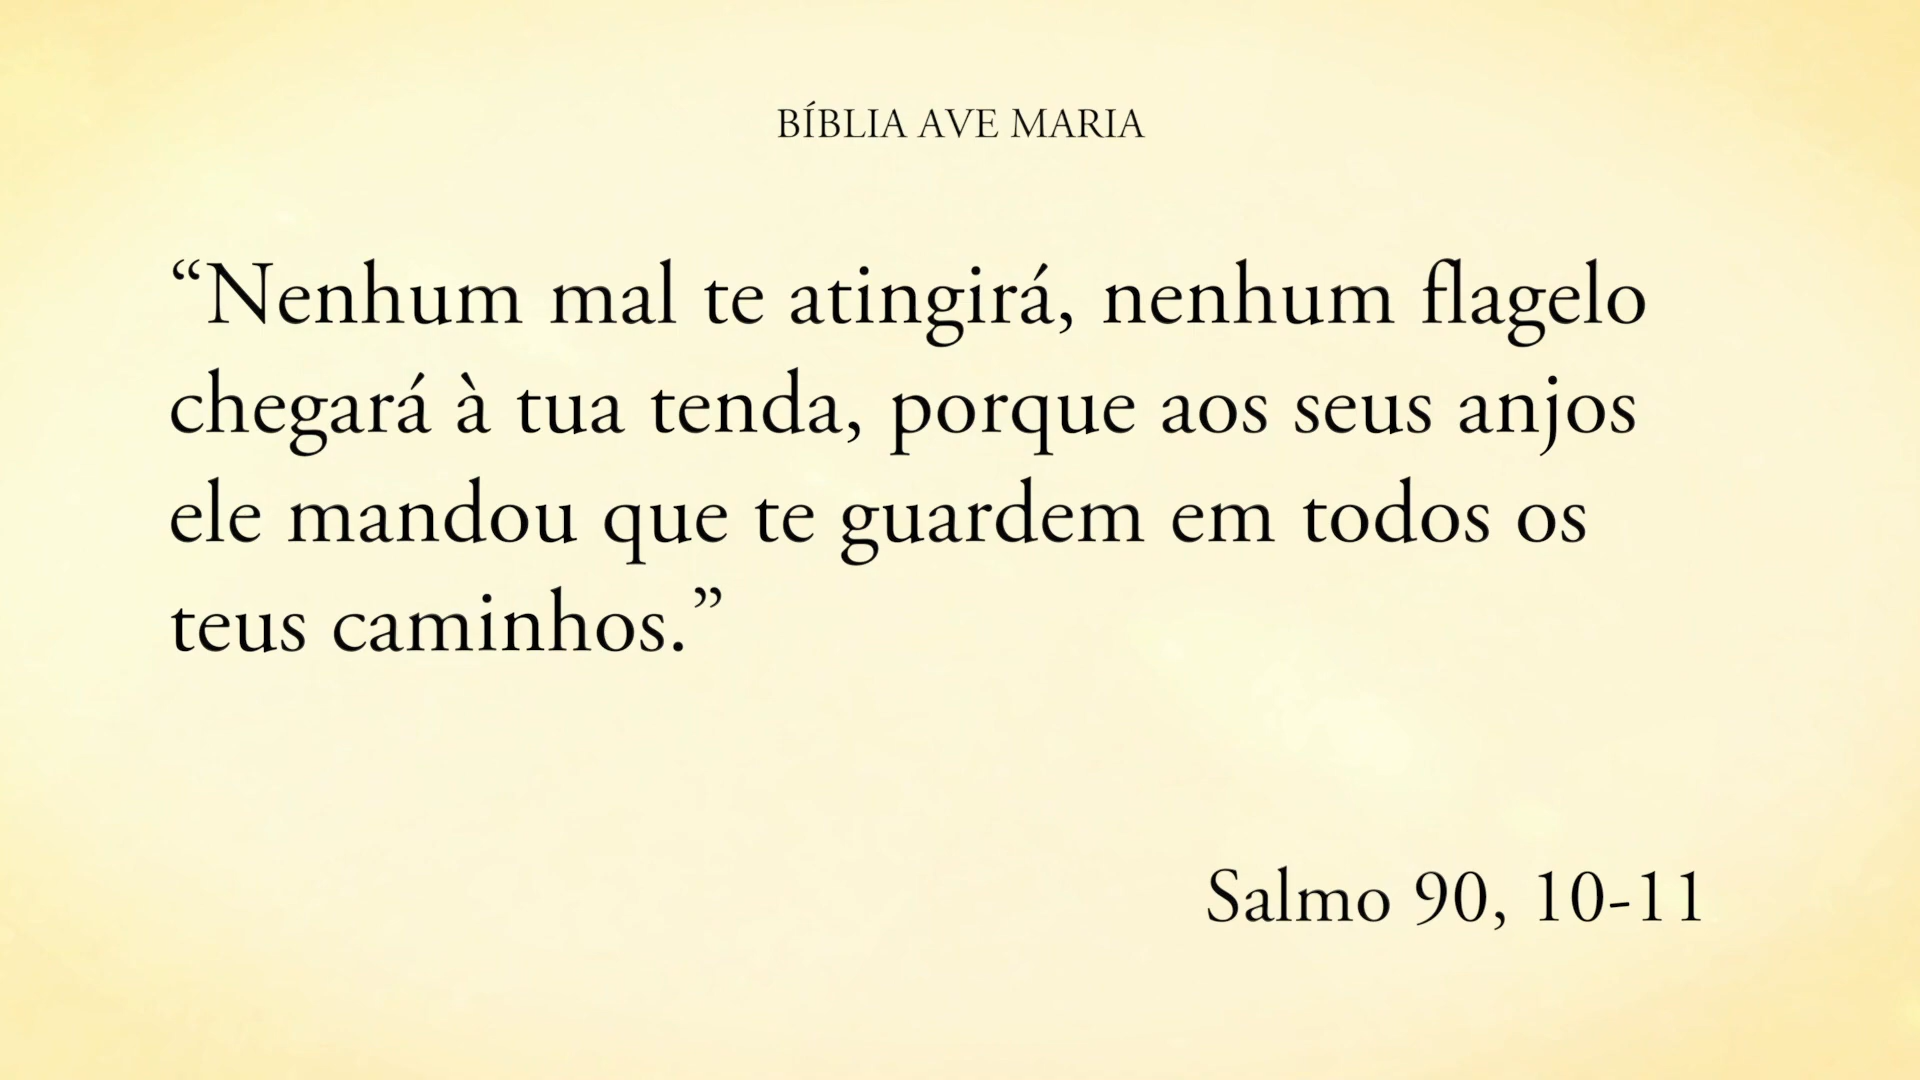 BÍBLIA AVE MARIA
“Nenhum mal te atingirá, nenhum flagelo
chegará à tua tenda, porque aos seus anjos
ele mandou que te guardem em todos os
teus caminhos.”
Salmo 90, 10-11